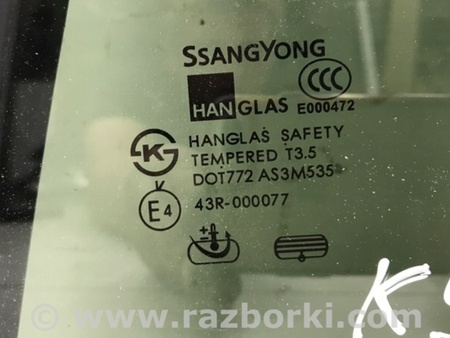 SSANGYONG
HANGLAS
CCC
E000472
K
HANGLAS SAFETY
TEMPERED T3.5
DOT772 AS3M535
V
E4
43R-000077
+
-
© www.razborki.com